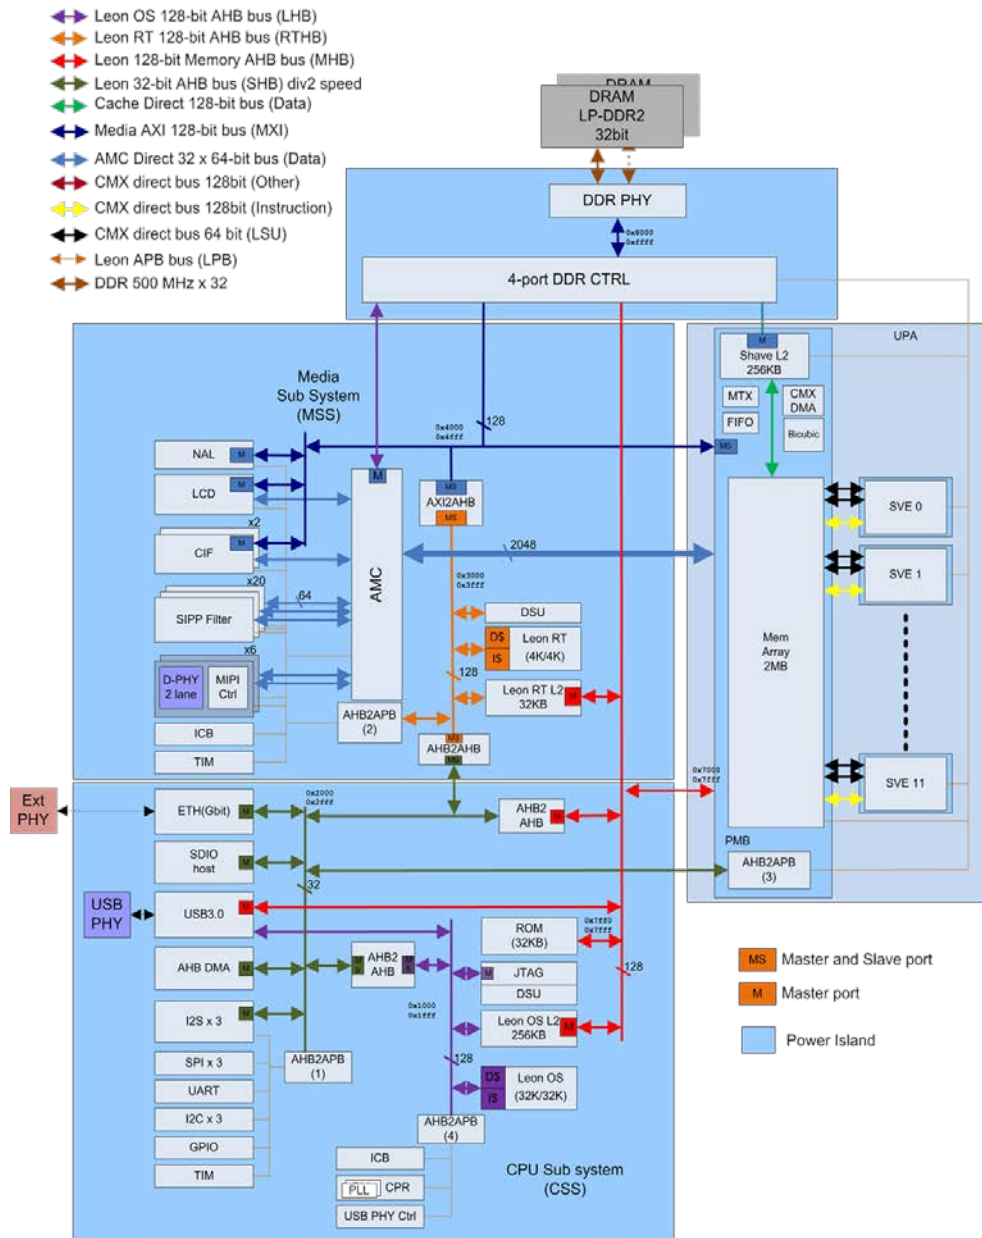 Leon OS 128-bit AHB bus (LHB)
Leon RT 128-bit AHB bus (RTHB)
Leon 128-bit Memory AHB bus (MHB)
Leon 32-bit AHB bus (SHB) div2 speed
Cache Direct 128-bit bus (Data)
Media AXI 128-bit bus (MXI)
AMC Direct 32 x 64-bit bus (Data)
CMX direct bus 128bit (Other)
CMX direct bus 128bit (Instruction)
CMX direct bus 64 bit (LSU)
Leon APB bus (LPB)
DDR 500 MHz x 32
DRAM
DRAM
LP-DDR2
32bit
DDR PHY
0x8000
0xffff
4-port DDR CTRL
UPA
M
Shave L2
256KB
MTX
CMX
DMA
FIFO
Bicubic
MS
Media
Sub System
(MSS)
128
0x4000
0x4fff
NAL
M
LCD
M
x2
CIF
M
x20
SIPP Filter
64
x6
D-PHY
2 lane
MIPI
Ctrl
ICB
TIM
M
AMC
AHB2APB
(2)
MS
AXI2AHB
MS
2048
0x3000
0x3fff
DSU
D$
I$
Leon RT
(4K/4K)
128
Leon RT L2
32KB
M
MS
AHB2AHB
MS
Mem
Array
2MB
SVE 0
SVE 1
SVE 11
0x7000
0x7fff
PMB
AHB2APB
(3)
Ext
PHY
ETH(Gbit)
M
0x2000
0x2fff
AHB2
AHB
M
SDIO
host
M
32
USB
PHY
USB3.0
M
AHB DMA
M
I2S x 3
M
SPI x 3
UART
I2C x 3
GPIO
TIM
AHB2APB
(1)
M
AHB2
AHB
0x1000
0x1fff
ROM
(32KB)
0x7ff0
0x7fff
128
M
JTAG
DSU
Leon OS L2
256KB
M
128
D$
I$
Leon OS
(32K/32K)
AHB2APB
(4)
ICB
PLL
CPR
USB PHY Ctrl
CPU Sub system
(CSS)
MS
Master and Slave port
M
Master port
Power Island